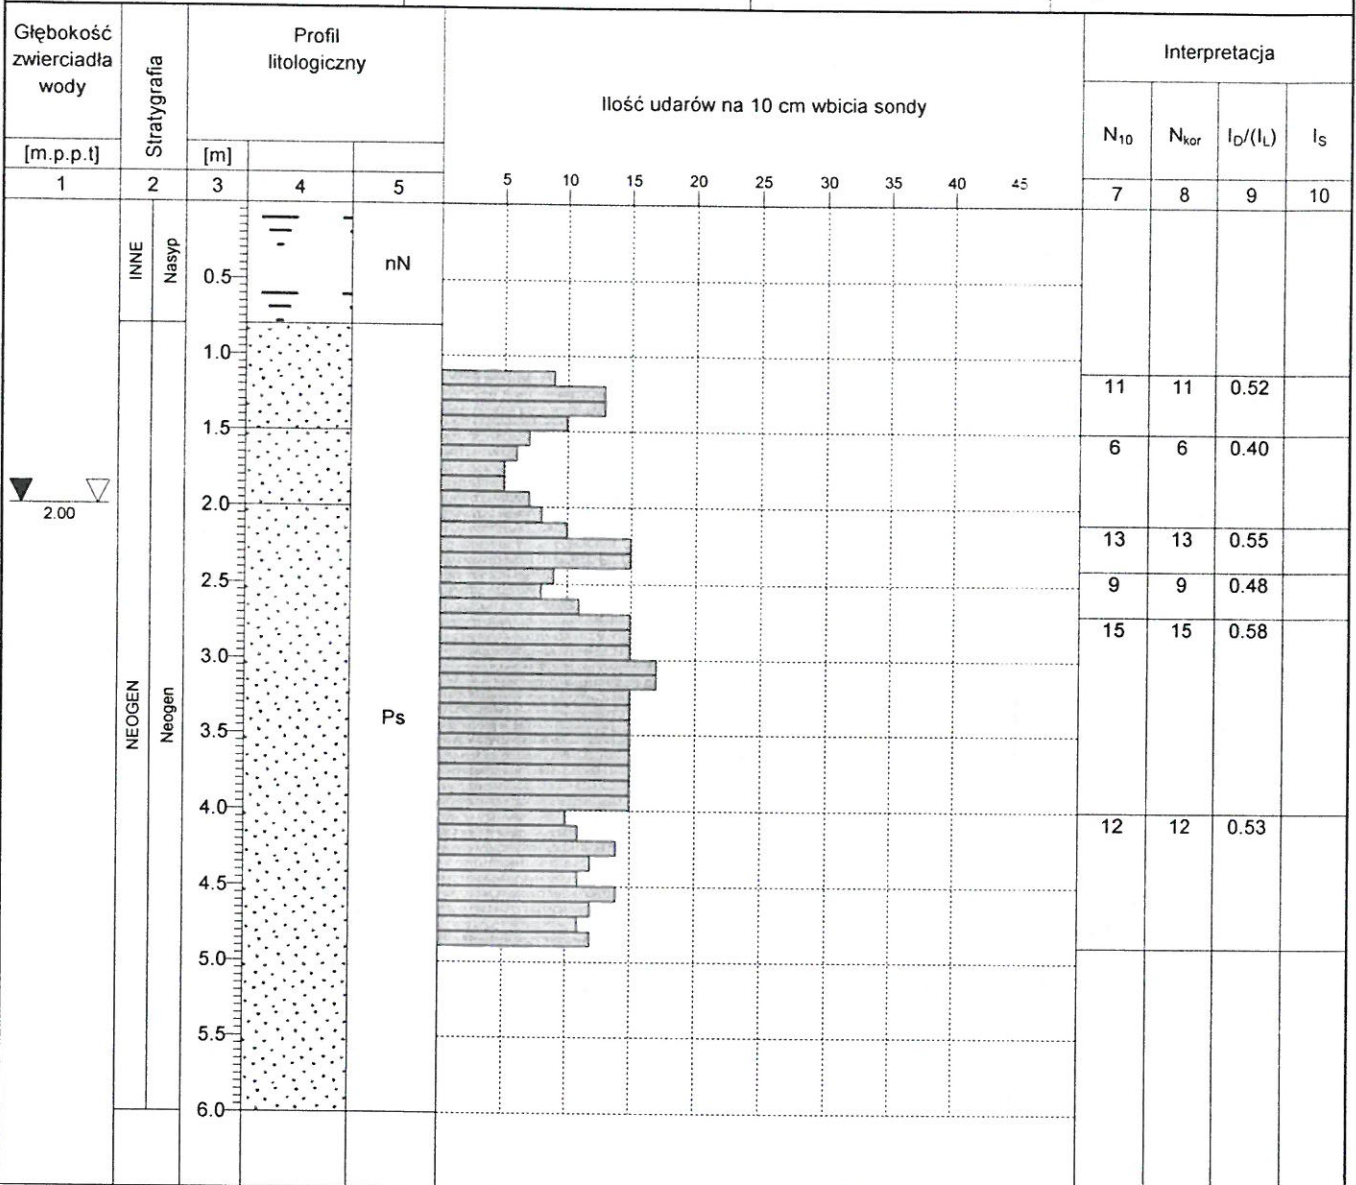 Głębokość
zwierciadła
wody
[m.p.p.t]
Stratygrafia
Profil
litologiczny
[m]
Ilość udarów na 10 cm wbicia sondy
Interpretacja
N10 Nkor ID/(IL) IS
1 2 3 4 5 5 10 15 20 25 30 35 40 45 7 8 9 10
INNE
Nasyp
nN
0.5
1.0
11 11 0.52
1.5
6 6 0.40
2.0
2.00
13 13 0.55
2.5
9 9 0.48
15 15 0.58
3.0
NEOGEN
Neogen
Ps
3.5
4.0
12 12 0.53
4.5
5.0
5.5
6.0